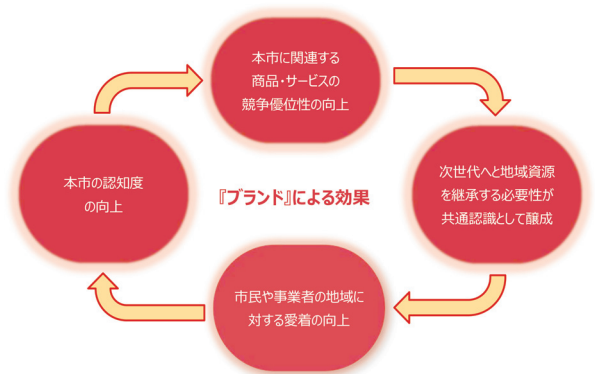 本市に関連する
商品・サービスの
競争優位性の向上
本市の認知度
の向上
『ブランド』による効果
次世代へと地域資源
を継承する必要性が
共通認識として醸成
市民や事業者の地域に
対する愛着の向上